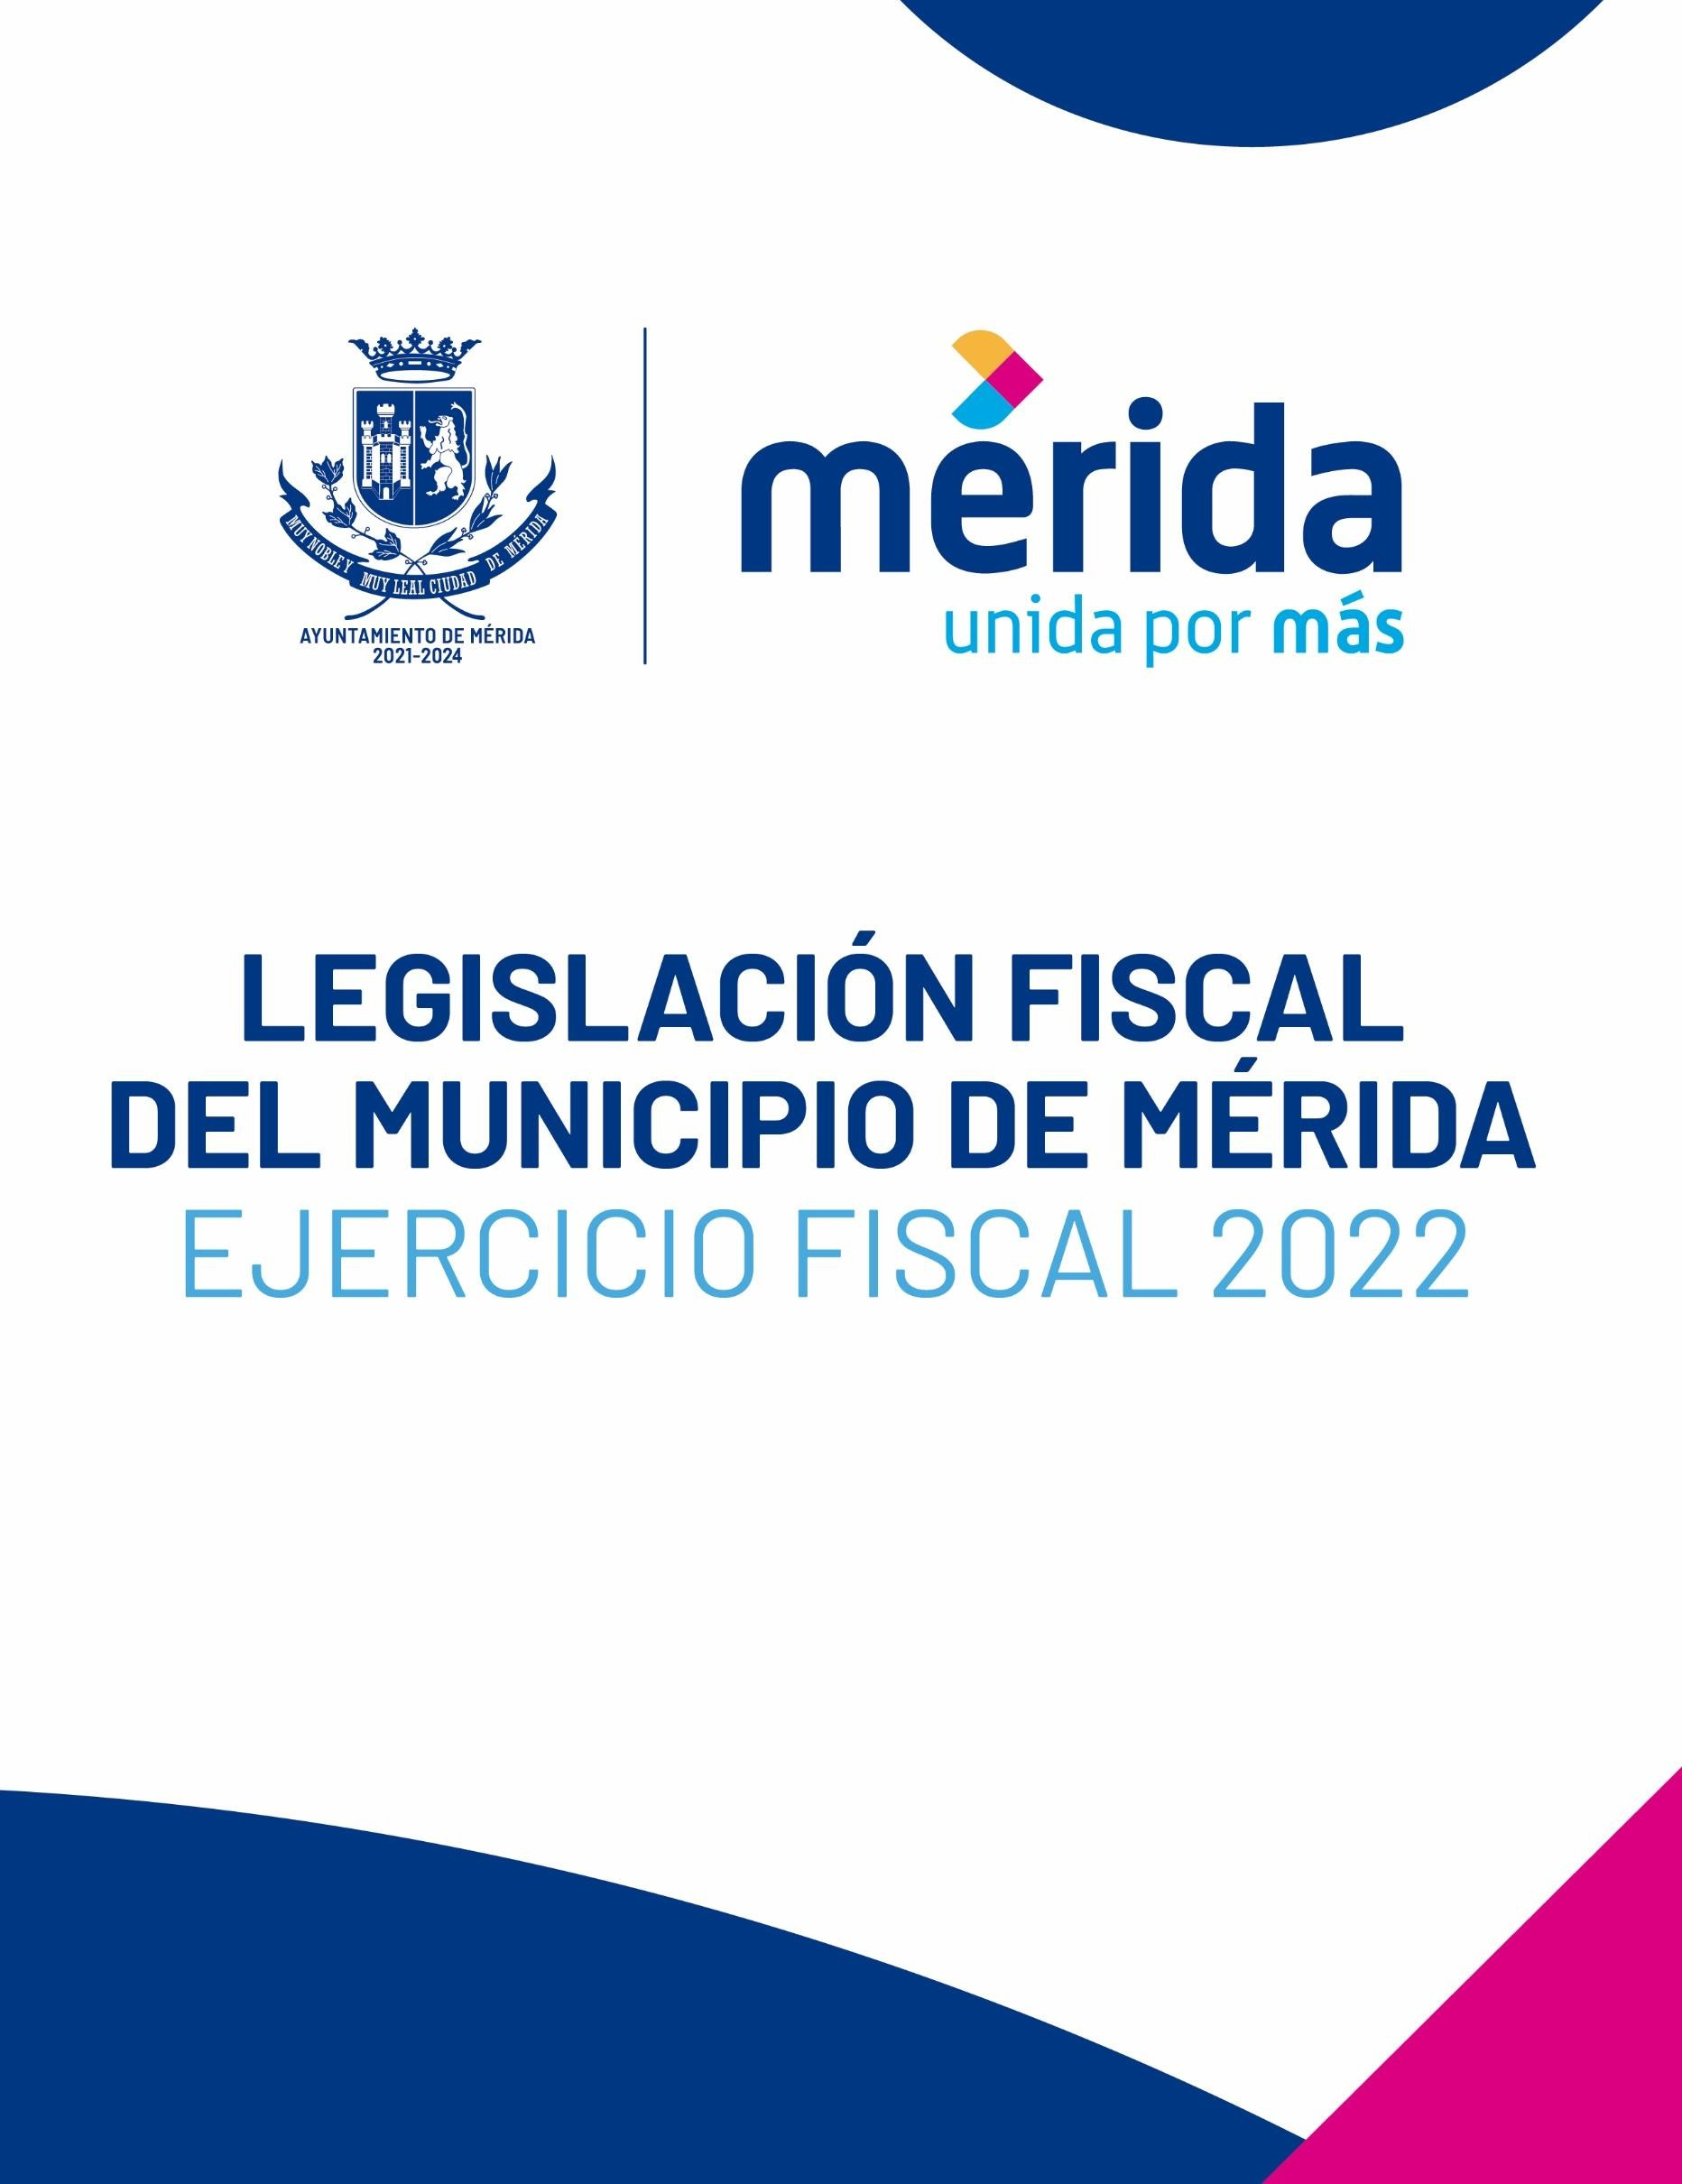 MUY NOBLE Y MUY LEAL CIUDAD DE MÉRIDA
AYUNTAMIENTO DE MÉRIDA
2021-2024
mérida
unida por más
LEGISLACIÓN FISCAL
DEL MUNICIPIO DE MÉRIDA
EJERCICIO FISCAL 2022